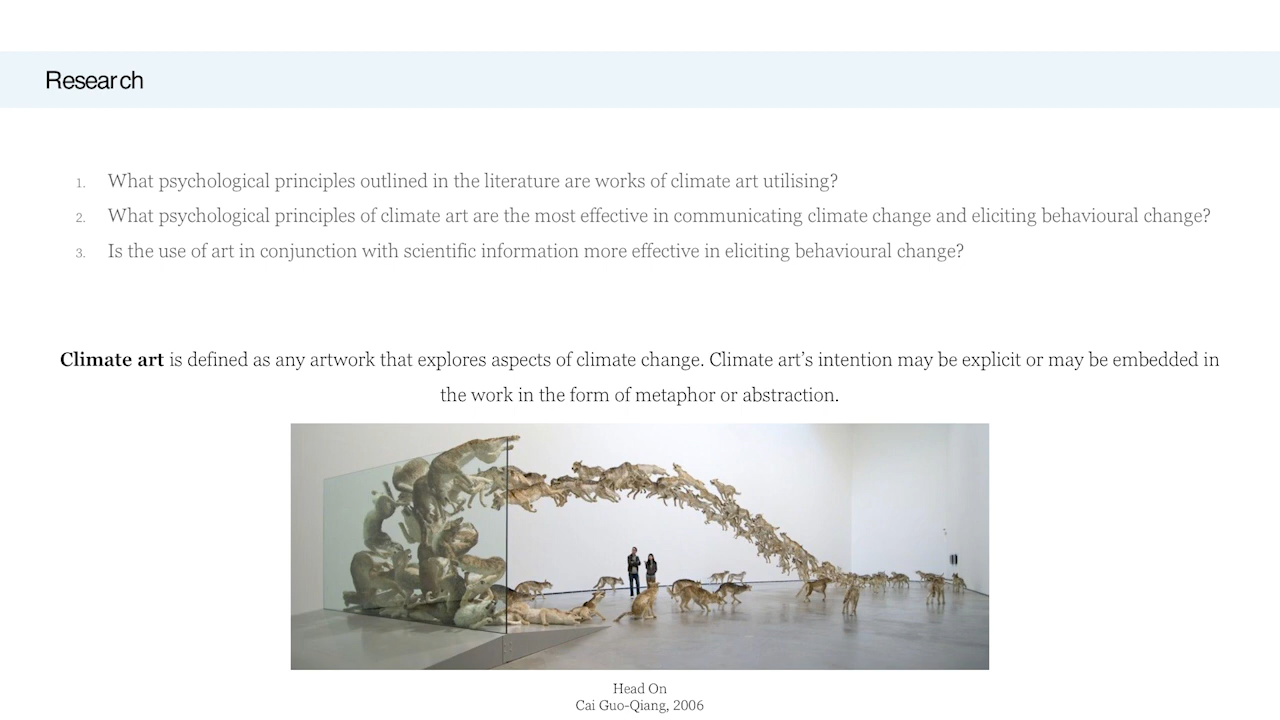 Research
1. What psychological principles outlined in the literature are works of climate art utilising?
2. What psychological principles of climate art are the most effective in communicating climate change and eliciting behavioural change?
3. Is the use of art in conjunction with scientific information more effective in eliciting behavioural change?
Climate art is defined as any artwork that explores aspects of climate change. Climate art’s intention may be explicit or may be embedded in
the work in the form of metaphor or abstraction.
Head On
Cai Guo-Qiang, 2006